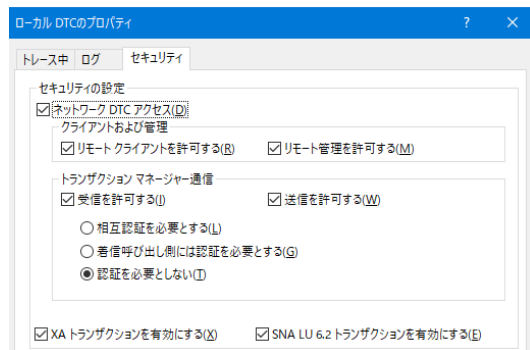 ローカル DTCのプロパティ ? ×
トレース中 ログ セキュリティ
セキュリティの設定
ネットワーク DTC アクセス(D)
クライアントおよび管理
リモート クライアントを許可する(R) リモート管理を許可する(M)
トランザクション マネージャー通信
受信を許可する(I) 送信を許可する(W)
相互認証を必要とする(L)
着信呼び出し側には認証を必要とする(G)
認証を必要としない(T)
XA トランザクションを有効にする(X) SNA LU 6.2 トランザクションを有効にする(E)